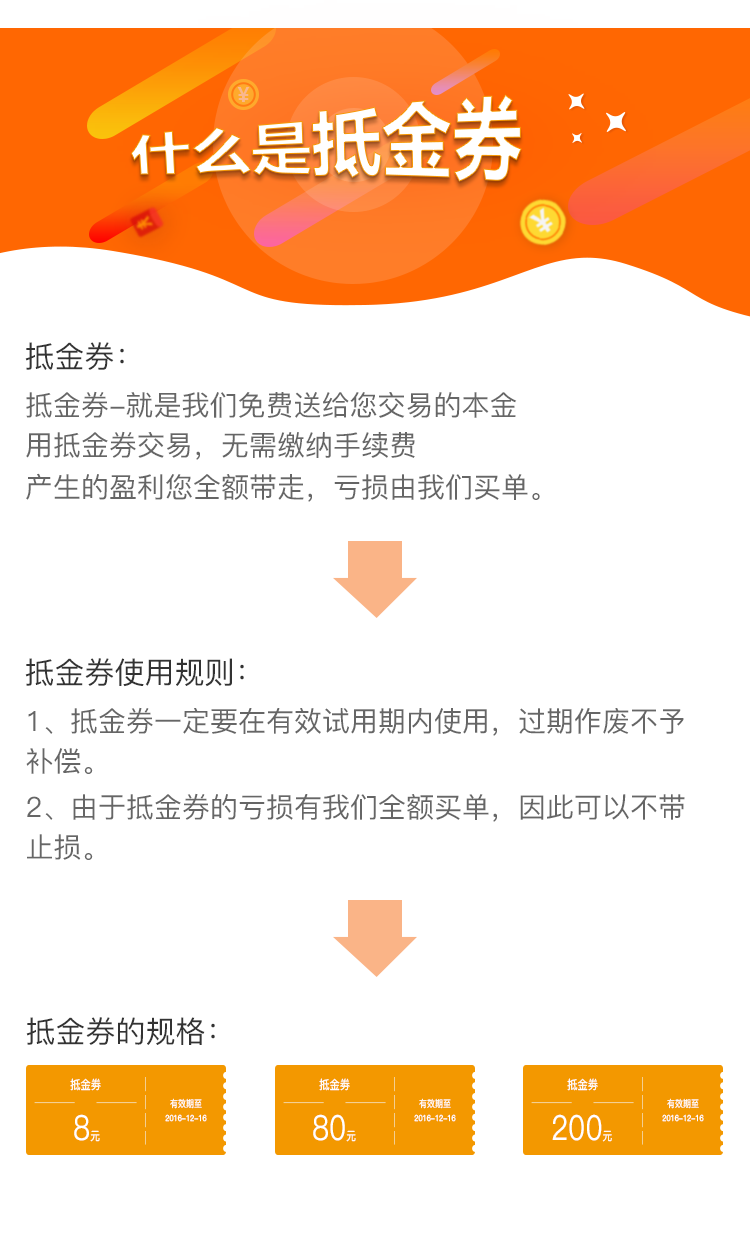 什么是抵金券
抵金券：
抵金券–就是我们免费送给您交易的本金
用抵金券交易，无需缴纳手续费
产生的盈利您全额带走，亏损由我们买单。
抵金券使用规则：
1、抵金券一定要在有效试用期内使用，过期作废不予
补偿。
2、由于抵金券的亏损有我们全额买单，因此可以不带
止损。
抵金券的规格：
抵金券
8元
有效期至
2016-12-16
抵金券
80元
有效期至
2016-12-16
抵金券
200元
有效期至
2016-12-16